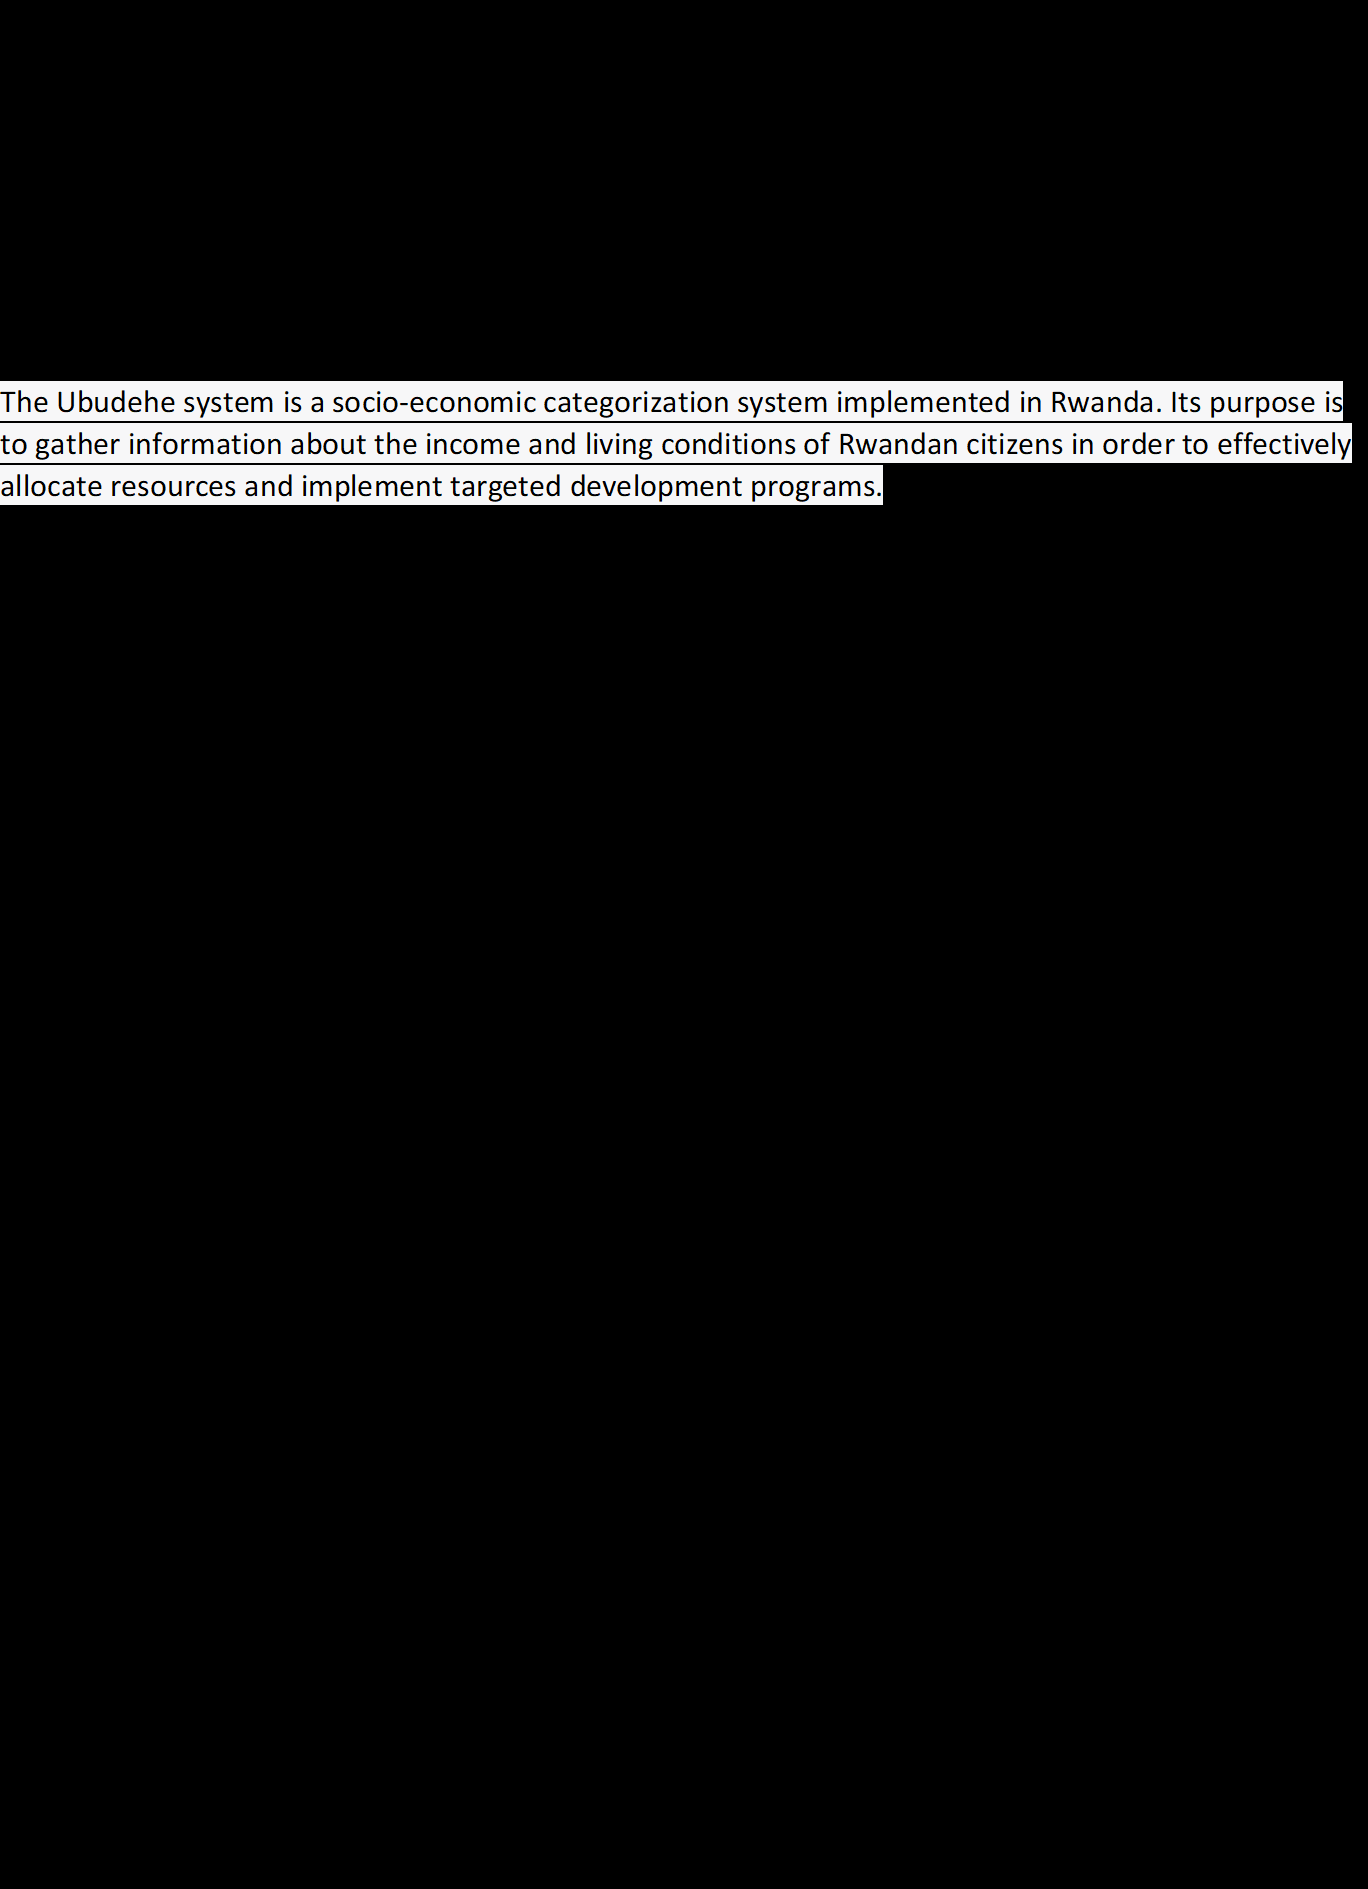 The Ubudehe system is a socio-economic categorization system implemented in Rwanda. Its purpose is
to gather information about the income and living conditions of Rwandan citizens in order to effectively
allocate resources and implement targeted development programs.